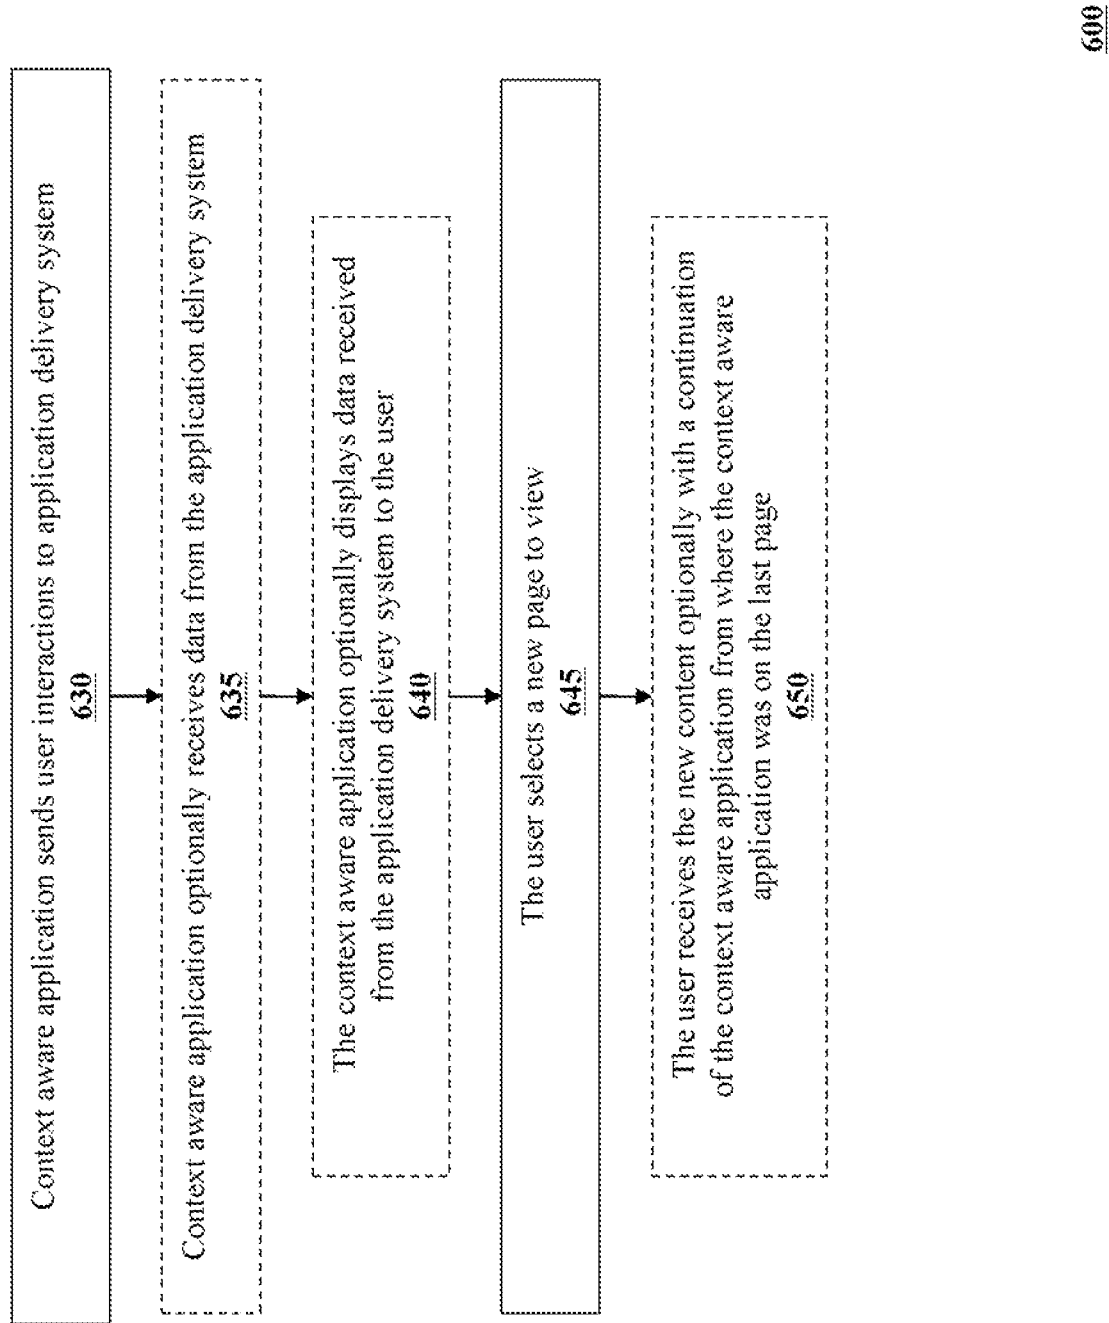 Context aware application sends user interactions to application delivery system
630
Context aware application optionally receives data from the application delivery system
635
The context aware application optionally displays data received
from the application delivery system to the user
640
The user selects a new page to view
645
The user receives the new content optionally with a continuation
of the context aware application from where the context aware
application was on the last page
650
600